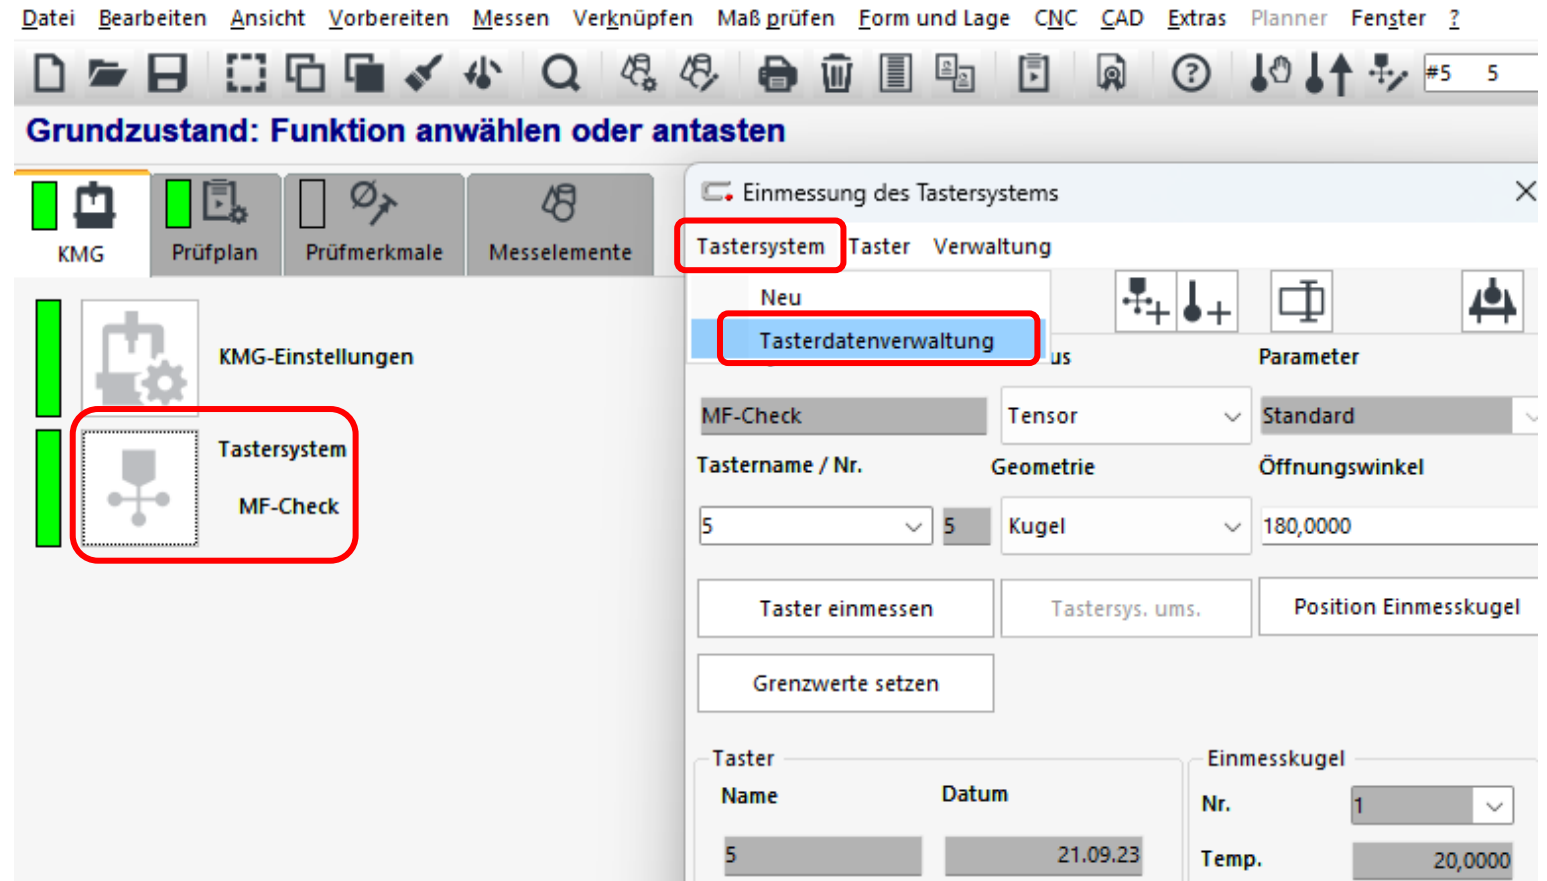 Datei Bearbeiten Ansicht Vorbereiten Messen Verknüpfen Maß prüfen Form und Lage CNC CAD Extras Planner Fenster ?
#5 5
Grundzustand: Funktion anwählen oder antasten
KMG Prüfplan Prüfmerkmale Messelemente
KMG-Einstellungen
Tastersystem
MF-Check
Einmessung des Tastersystems
Tastersystem Taster Verwaltung
Neu
Tasterdatenverwaltung
Parameter
MF-Check Tensor Standard
Tastername / Nr. Geometrie Öffnungswinkel
5 5 Kugel 180,0000
Taster einmessen Tastersys. ums. Position Einmesskugel
Grenzwerte setzen
Taster Einmesskugel
Name Datum Nr. 1
5 21.09.23 Temp. 20,0000